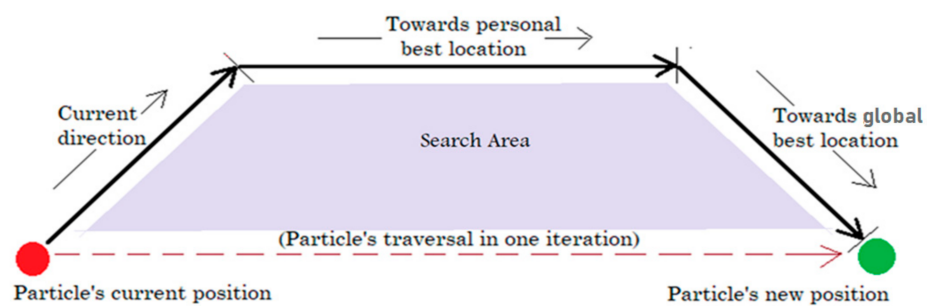 Towards personal
best location
Current
direction
Towards global
best location
Search Area
(Particle's traversal in one iteration)
Particle's current position
Particle's new position